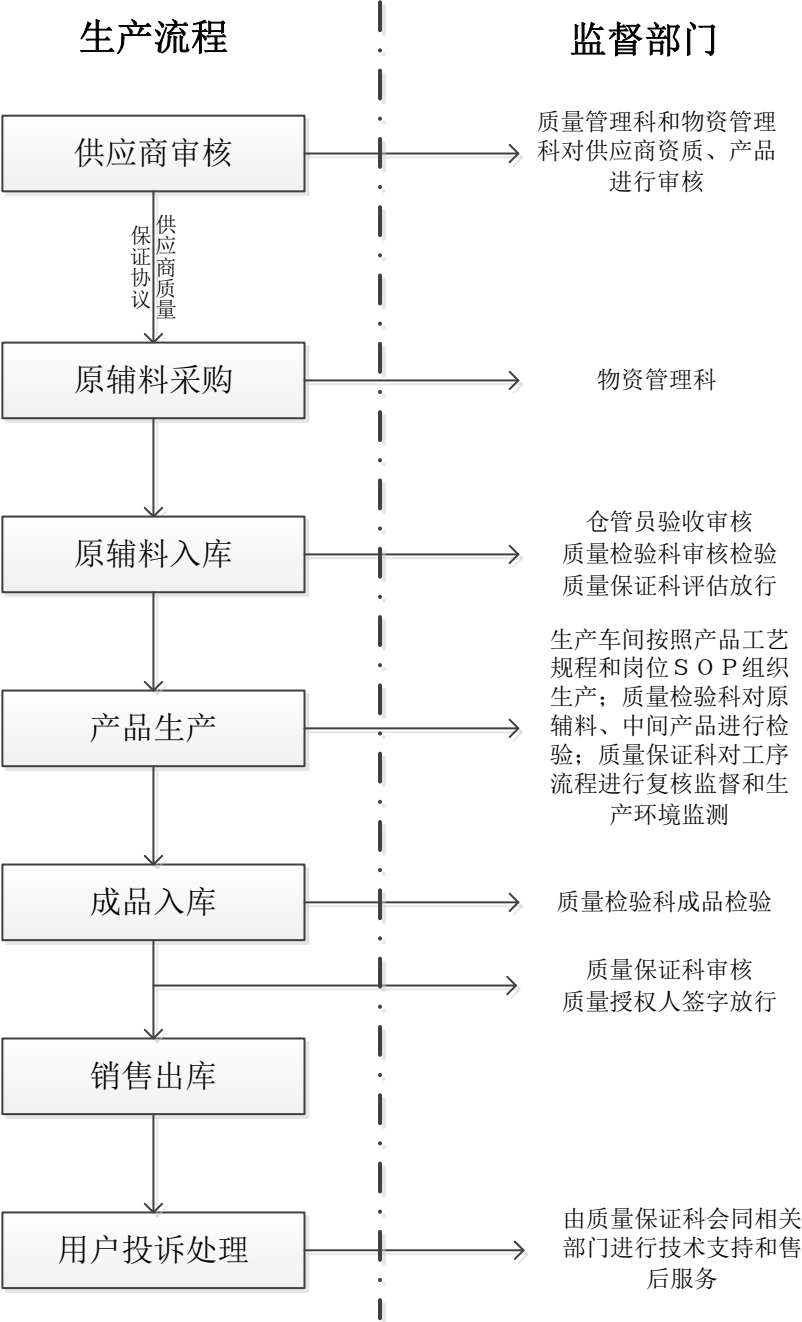 生产流程
监督部门
供应商审核
质量管理科和物资管理
科对供应商资质、产品
进行审核
供应商质量
保证协议
原辅料采购
物资管理科
原辅料入库
仓管员验收审核
质量检验科审核检验
质量保证科评估放行
产品生产
生产车间按照产品工艺
规程和岗位ＳＯＰ组织
生产；质量检验科对原
辅料、中间产品进行检
验；质量保证科对工序
流程进行复核监督和生
产环境监测
成品入库
质量检验科成品检验
质量保证科审核
质量授权人签字放行
销售出库
用户投诉处理
由质量保证科会同相关
部门进行技术支持和售
后服务